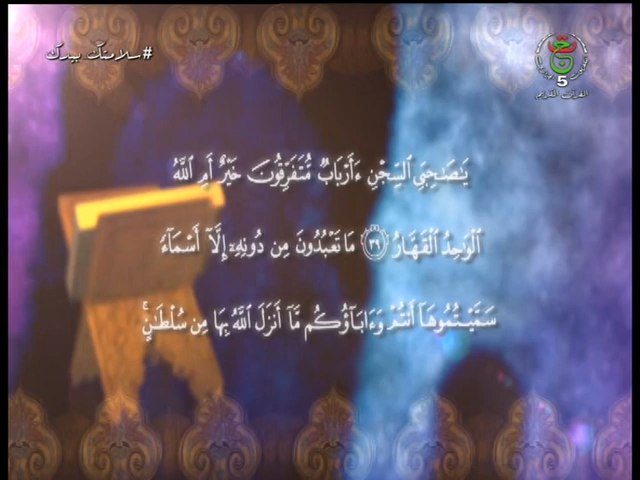 #سلامتك بيدك
5
القرآن الكريم
يَـٰصَـٰحِبَىِ ٱلسِّجْنِ ءَأَرْبَابٌ مُّتَفَرِّقُونَ خَيْرٌ أَمِ ٱللَّهُ
ٱلْوَٰحِدُ ٱلْقَهَّارُ ٣٩ مَا تَعْبُدُونَ مِن دُونِهِۦٓ إِلَّآ أَسْمَآءً
سَمَّيْتُمُوهَآ أَنتُمْ وَءَابَآؤُكُم مَّآ أَنزَلَ ٱللَّهُ بِهَا مِن سُلْطَـٰنٍ ۚ